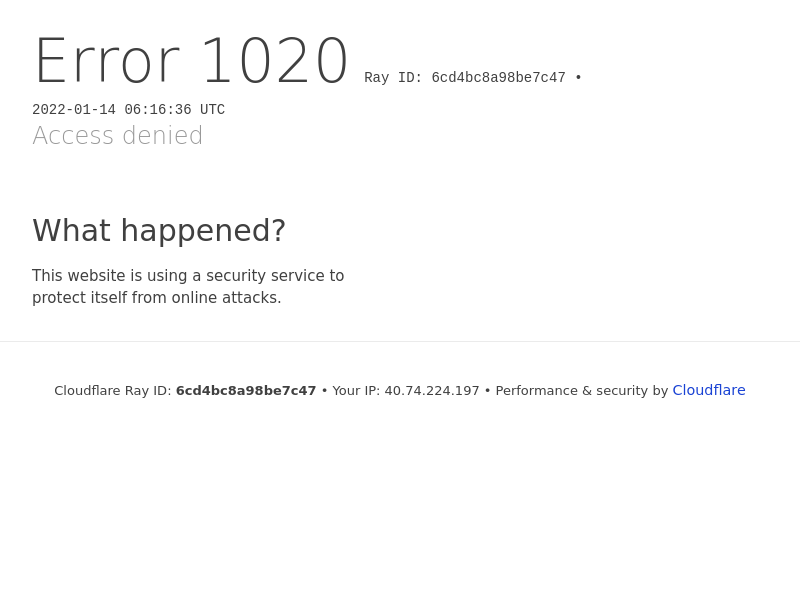 Error 1020 Ray ID: 6cd4bc8a98be7c47 •
2022-01-14 06:16:36 UTC
Access denied
What happened?
This website is using a security service to
protect itself from online attacks.
Cloudflare Ray ID: 6cd4bc8a98be7c47 • Your IP: 40.74.224.197 • Performance & security by Cloudflare